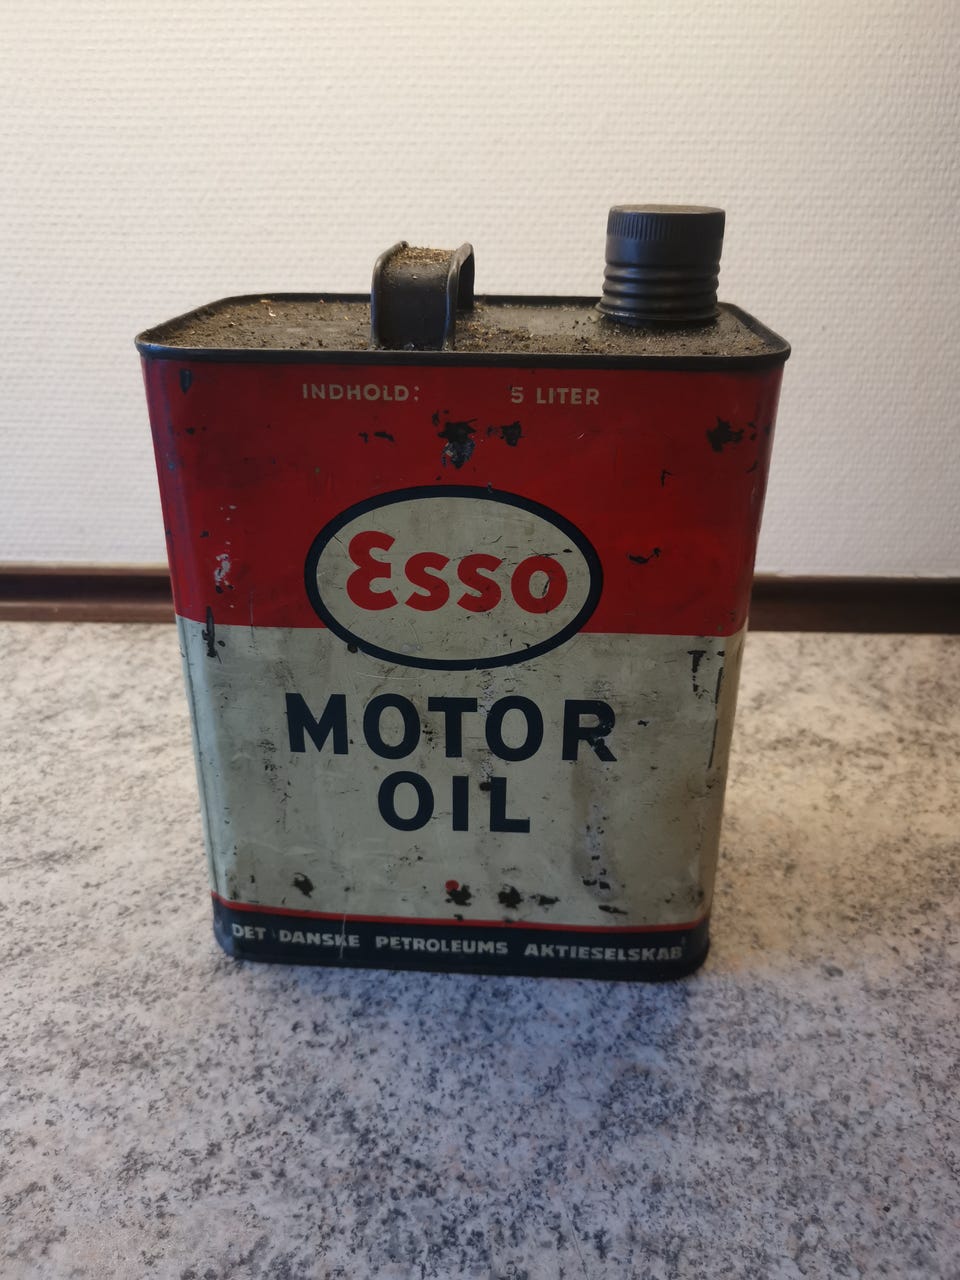 INDHOLD: 5 LITER
Esso
MOTOR
OIL
DET DANSKE PETROLEUMS AKTIESELSKAB